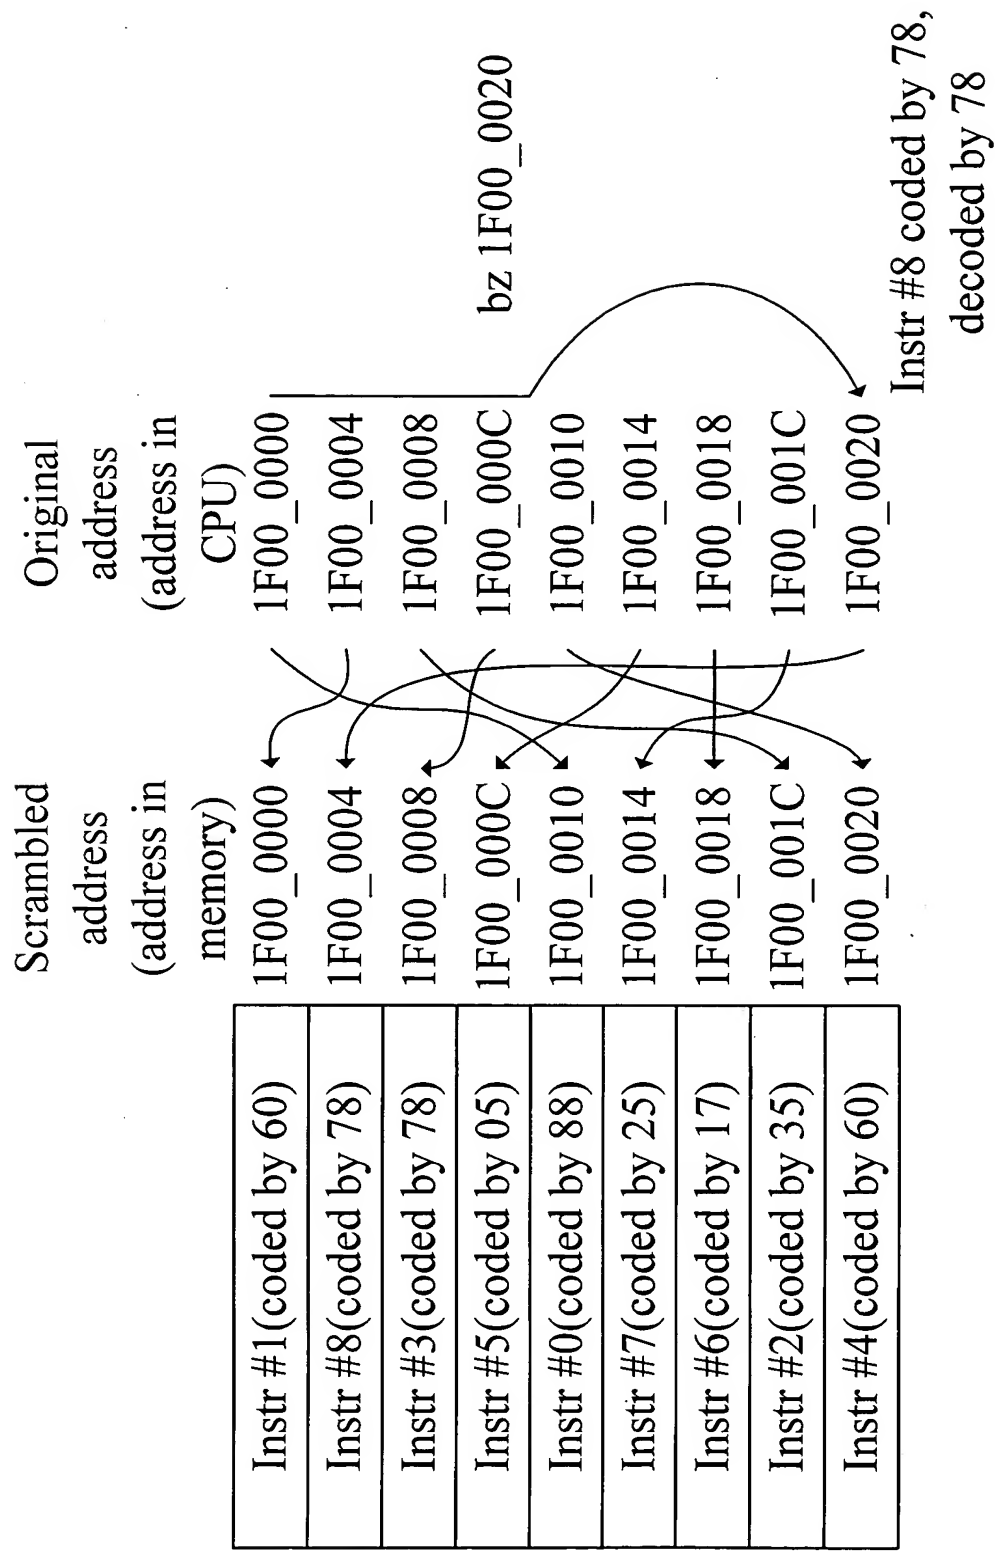 Scrambled
address
(address in
memory)
Original
address
(address in
CPU)
Instr #1(coded by 60) 1F00_0000 1F00_0000
Instr #8(coded by 78) 1F00_0004 1F00_0004
Instr #3(coded by 78) 1F00_0008 1F00_0008
Instr #5(coded by 05) 1F00_000C 1F00_000C
bz 1F00_0020
Instr #0(coded by 88) 1F00_0010 1F00_0010
Instr #7(coded by 25) 1F00_0014 1F00_0014
Instr #6(coded by 17) 1F00_0018 1F00_0018
Instr #2(coded by 35) 1F00_001C 1F00_001C
Instr #4(coded by 60) 1F00_0020 1F00_0020
Instr #8 coded by 78,
decoded by 78